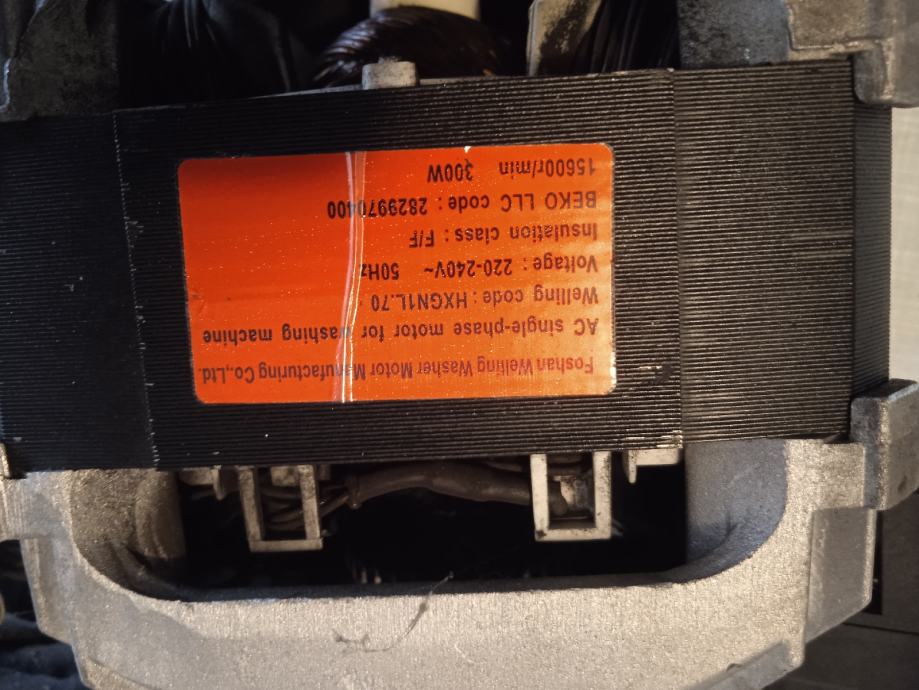 Foshan Welling Washer Motor Manufacturing Co.,Ltd.
AC single-phase motor for washing machine
Welling code : HXGN1L.70
Voltage : 220-240V~ 50Hz
Insulation class : F/F
BEKO LLC code : 2829970400
15600r/min 300W